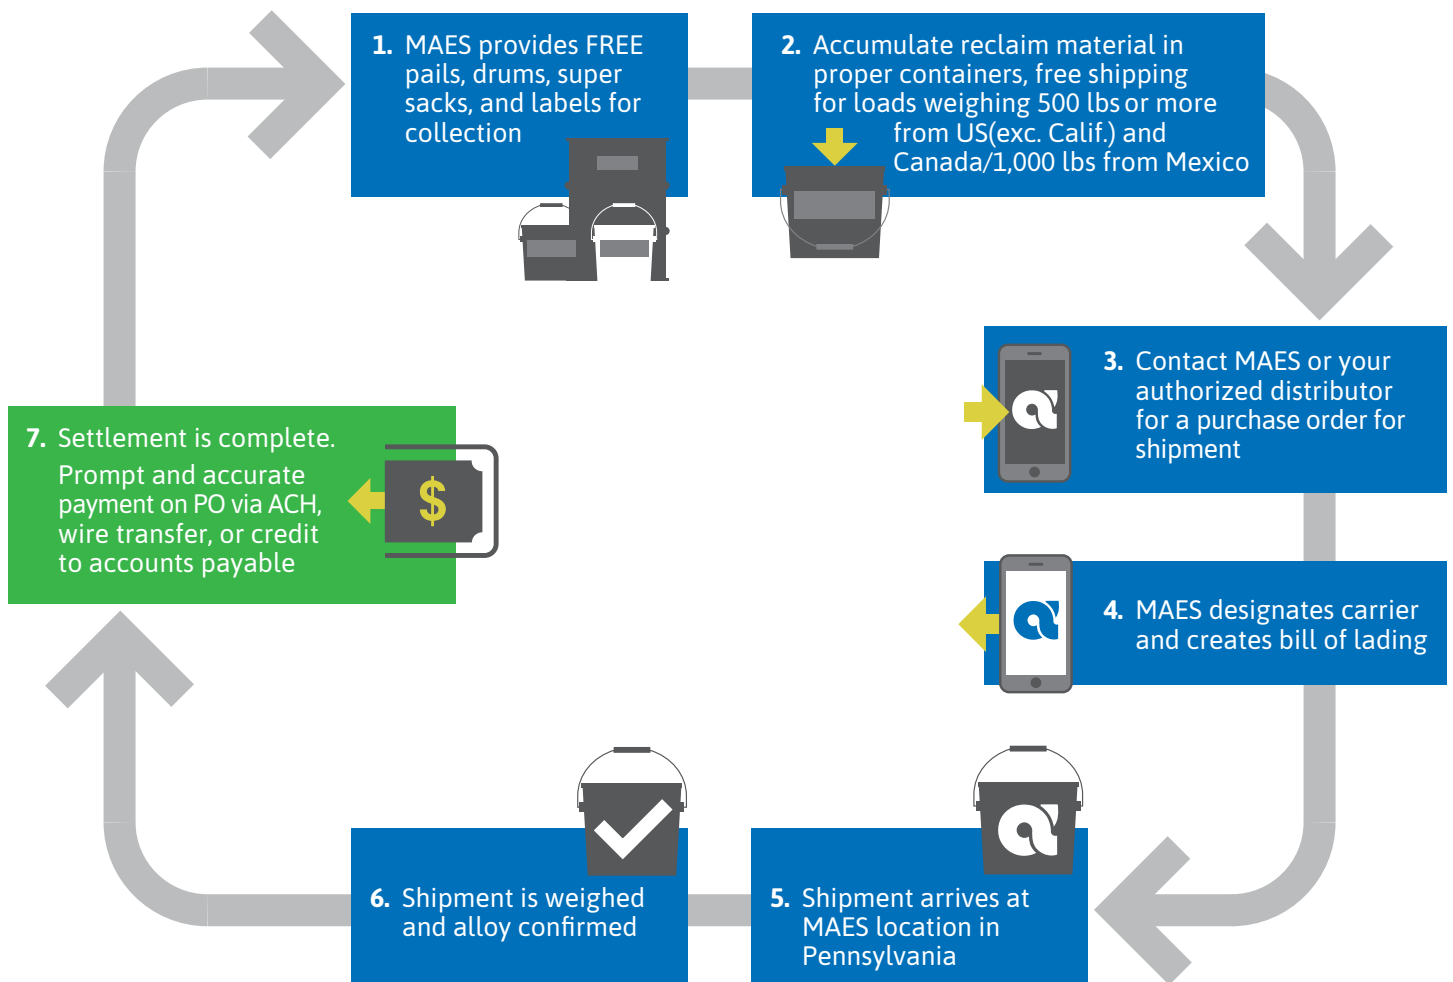 1. MAES provides FREE
pails, drums, super
sacks, and labels for
collection
2. Accumulate reclaim material in
proper containers, free shipping
for loads weighing 500 lbs or more
from US(exc. Calif.) and
Canada/1,000 lbs from Mexico
3. Contact MAES or your
authorized distributor
for a purchase order for
shipment
4. MAES designates carrier
and creates bill of lading
5. Shipment arrives at
MAES location in
Pennsylvania
6. Shipment is weighed
and alloy confirmed
7. Settlement is complete.
Prompt and accurate
payment on PO via ACH,
wire transfer, or credit
to accounts payable
$